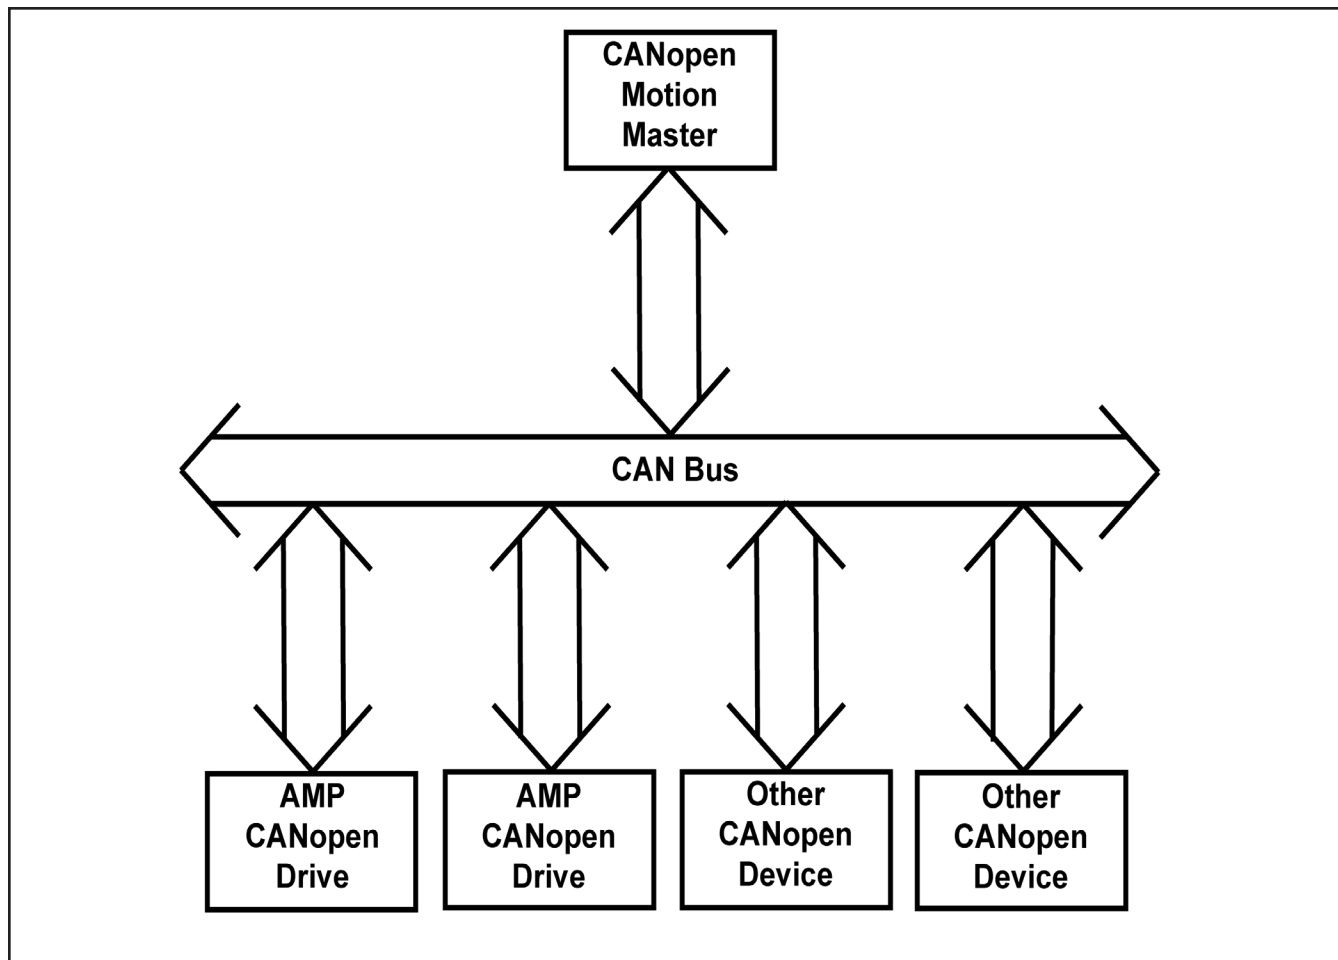 CANopen
Motion
Master
CAN Bus
AMP
CANopen
Drive
AMP
CANopen
Drive
Other
CANopen
Device
Other
CANopen
Device